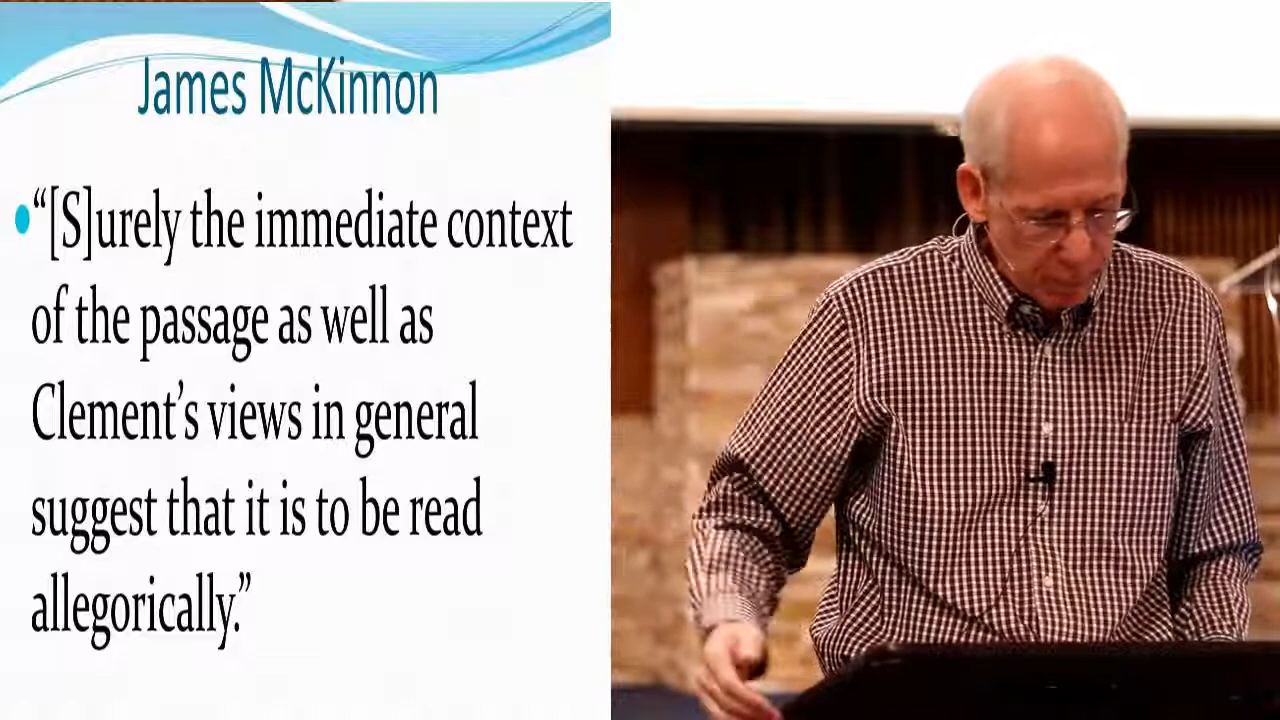 James McKinnon
•“[S]urely the immediate context
of the passage as well as
Clement’s views in general
suggest that it is to be read
allegorically.”